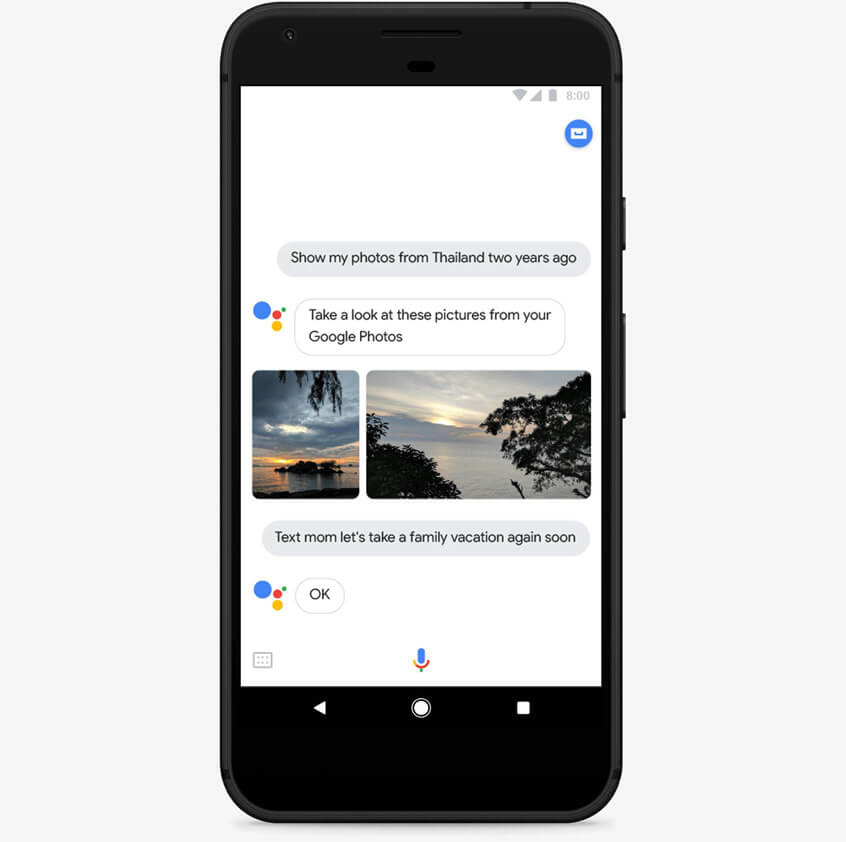 8:00
Show my photos from Thailand two years ago
Take a look at these pictures from your
Google Photos
Text mom let's take a family vacation again soon
OK